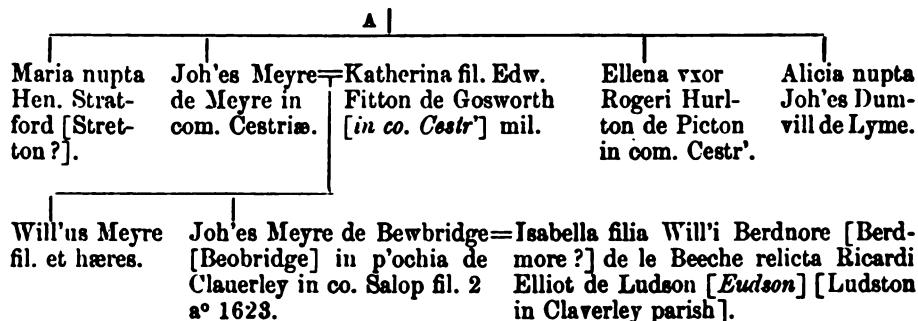 A
Maria nupta
Hen. Strat-
ford [Stret-
ton?].
Joh'es Meyre=
de Meyre in
com. Cestriæ.
Katherina fil. Edw.
Fitton de Gosworth
[in co. Cestr'] mil.
Ellena vxor
Rogeri Hurl-
ton de Picton
in com. Cestr'.
Alicia nupta
Joh'es Dum-
vill de Lyme.
Will'us Meyre
fil. et hæres.
Joh'es Meyre de Bewbridge=
[Beobridge] in p'ochia de
Clauerley in co. Salop fil. 2
aº 1623.
Isabella filia Will'i Berdnore [Berd-
more?] de le Beeche relicta Ricardi
Elliot de Ludson [Eudson] [Ludston
in Claverley parish].